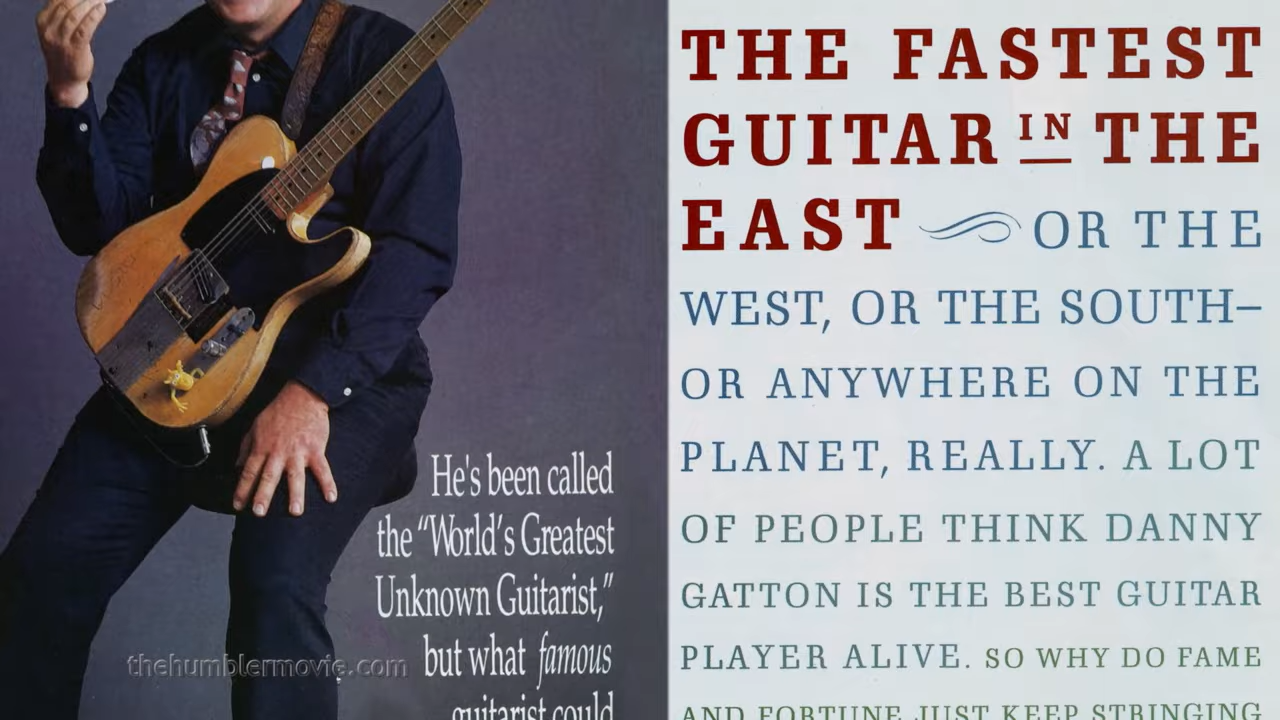 He's been called
the “World's Greatest
Unknown Guitarist,”
but what famous
guitarist could
thehumblermovie.com
THE FASTEST
GUITAR IN THE
EAST OR THE
WEST, OR THE SOUTH–
OR ANYWHERE ON THE
PLANET, REALLY. A LOT
OF PEOPLE THINK DANNY
GATTON IS THE BEST GUITAR
PLAYER ALIVE. SO WHY DO FAME
AND FORTUNE JUST KEEP STRINGING